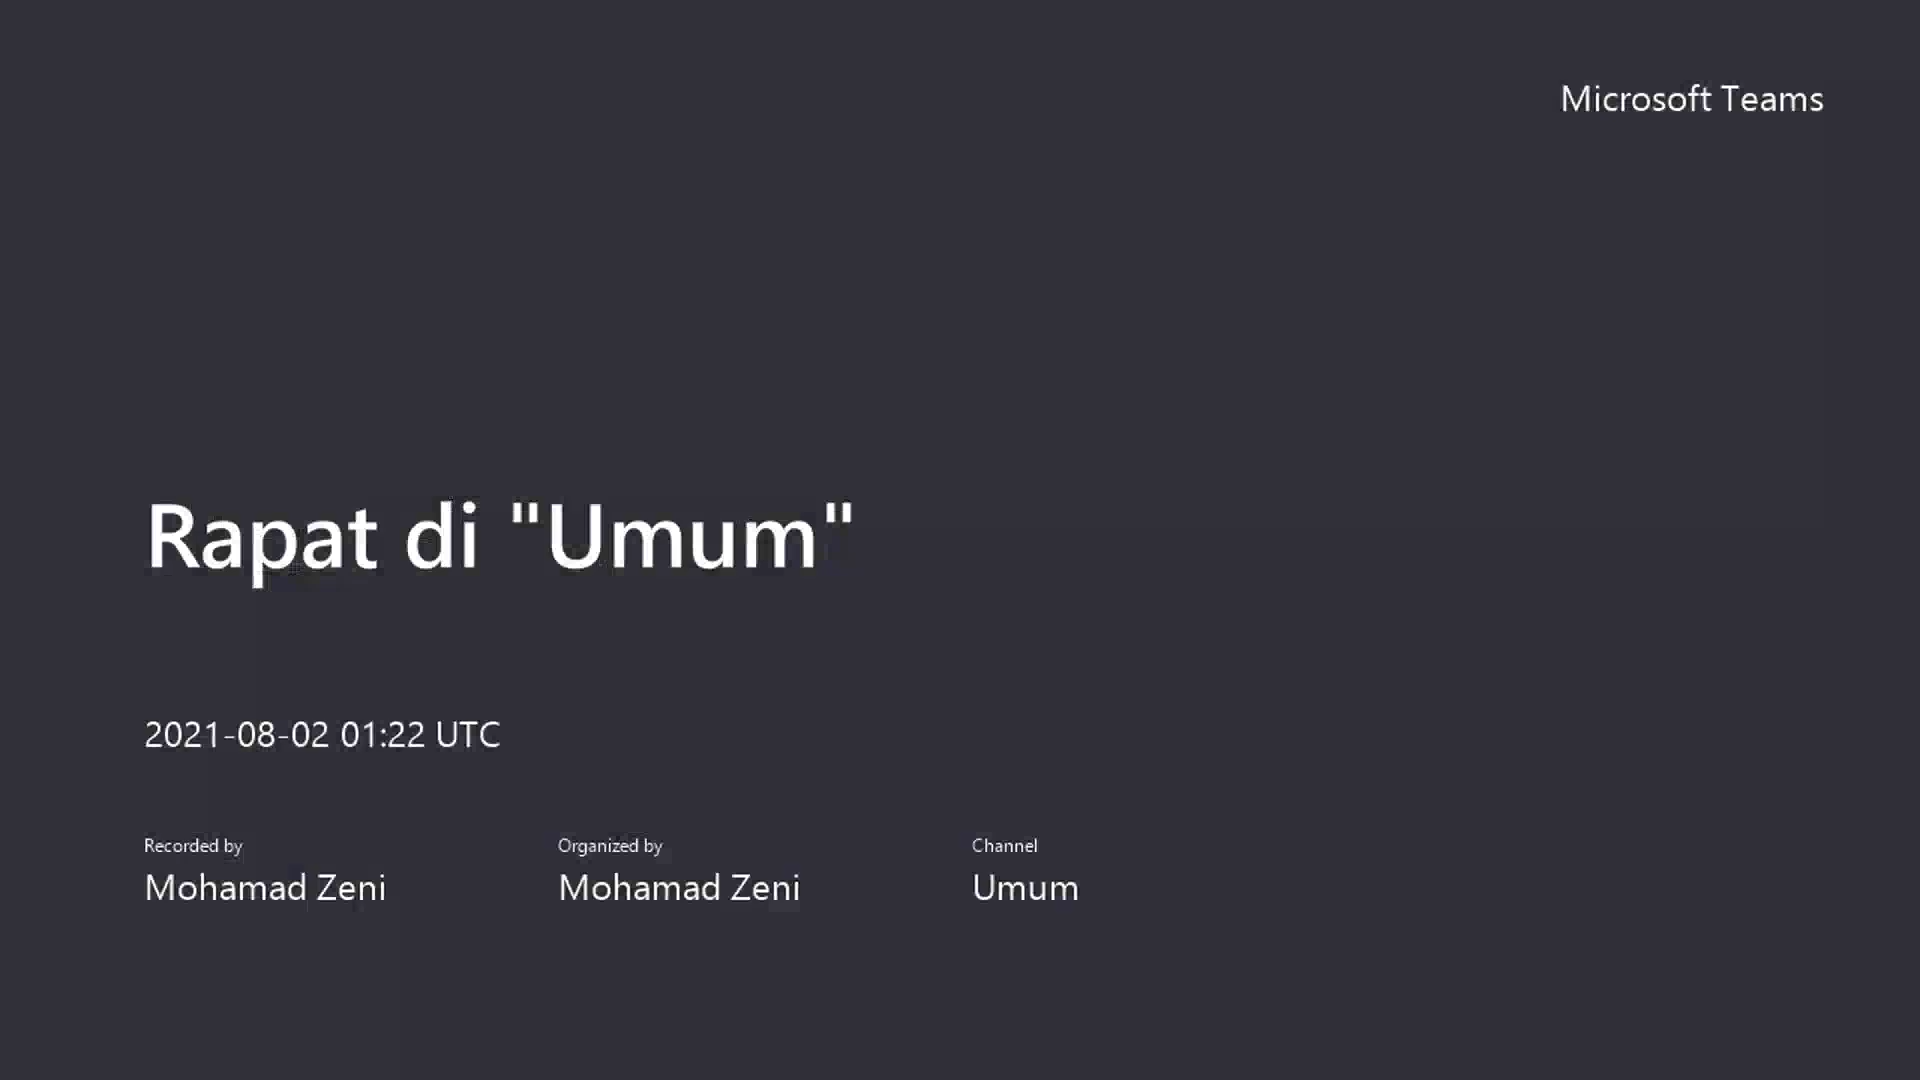 Microsoft Teams
Rapat di "Umum"
2021-08-02 01:22 UTC
Recorded by
Mohamad Zeni
Organized by
Mohamad Zeni
Channel
Umum